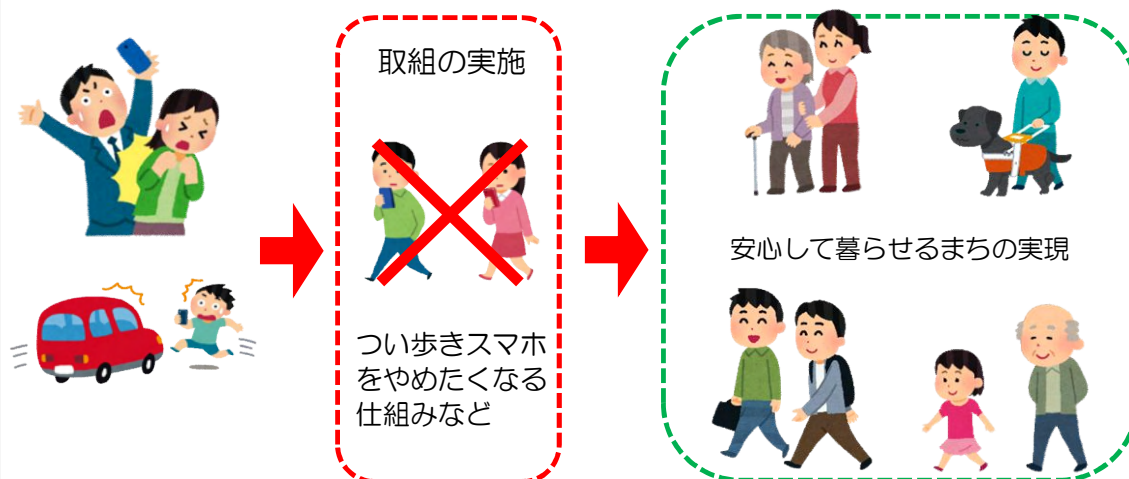 取組の実施
つい歩きスマホ
をやめたくなる
仕組みなど
安心して暮らせるまちの実現